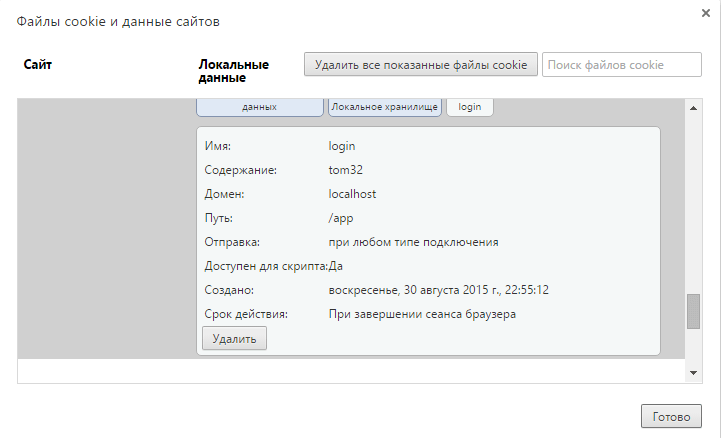 Файлы cookie и данные сайтов
Сайт
Локальные
данные
Удалить все показанные файлы cookie
Поиск файлов cookie
данных
Локальное хранилище
login
Имя: login
Содержание: tom32
Домен: localhost
Путь: /app
Отправка: при любом типе подключения
Доступен для скрипта: Да
Создано: воскресенье, 30 августа 2015 г., 22:55:12
Срок действия: При завершении сеанса браузера
Удалить
Готово